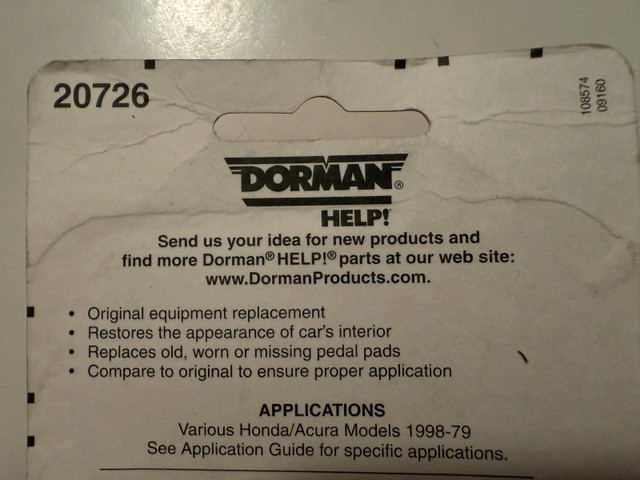 20726
108574
09160
DORMAN®
HELP!
Send us your idea for new products and
find more Dorman® HELP!® parts at our web site:
www.DormanProducts.com.
• Original equipment replacement
• Restores the appearance of car's interior
• Replaces old, worn or missing pedal pads
• Compare to original to ensure proper application
APPLICATIONS
Various Honda/Acura Models 1998-79
See Application Guide for specific applications.